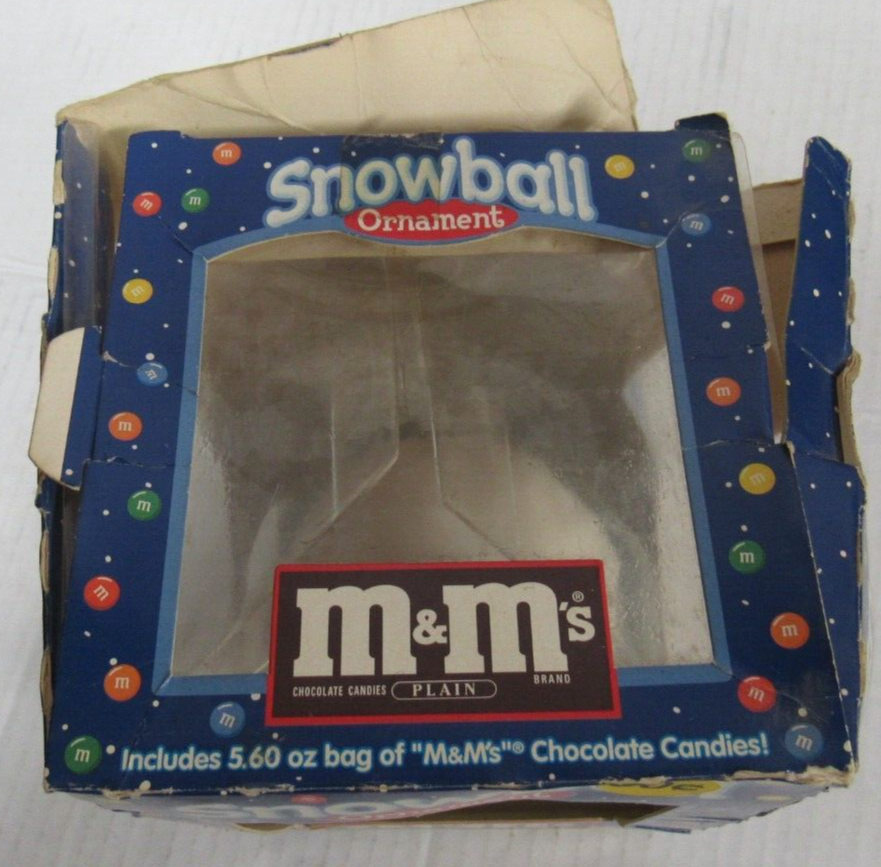 Snowball
Ornament
m&m's®
CHOCOLATE CANDIES PLAIN BRAND
Includes 5.60 oz bag of "M&M's"® Chocolate Candies!